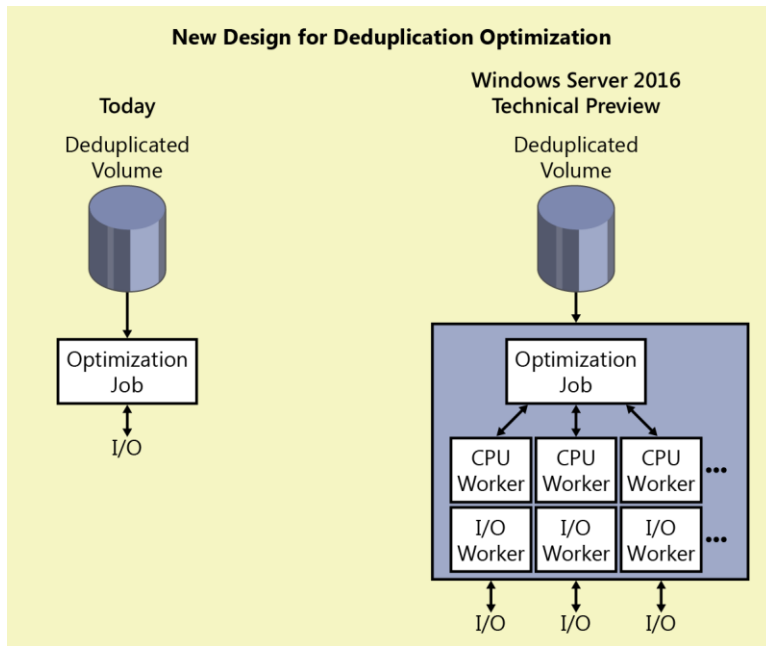 New Design for Deduplication Optimization
Today
Deduplicated
Volume
Optimization
Job
I/O
Windows Server 2016
Technical Preview
Deduplicated
Volume
Optimization
Job
CPU CPU CPU
Worker Worker Worker ...
I/O I/O I/O
Worker Worker Worker ...
I/O I/O I/O